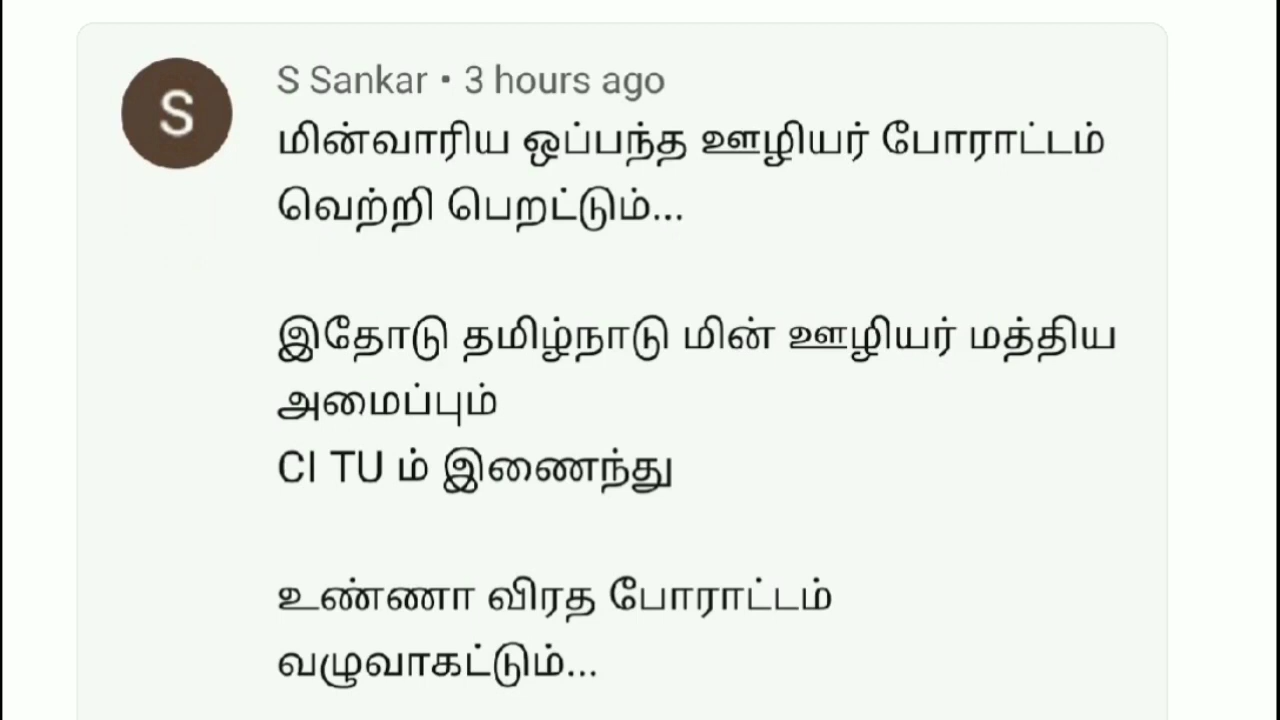 S
S Sankar • 3 hours ago
மின்வாரிய ஒப்பந்த ஊழியர் போராட்டம்
வெற்றி பெறட்டும்...
இதோடு தமிழ்நாடு மின் ஊழியர் மத்திய
அமைப்பும்
CI TU ம் இணைந்து
உண்ணா விரத போராட்டம்
வழுவாகட்டும்...